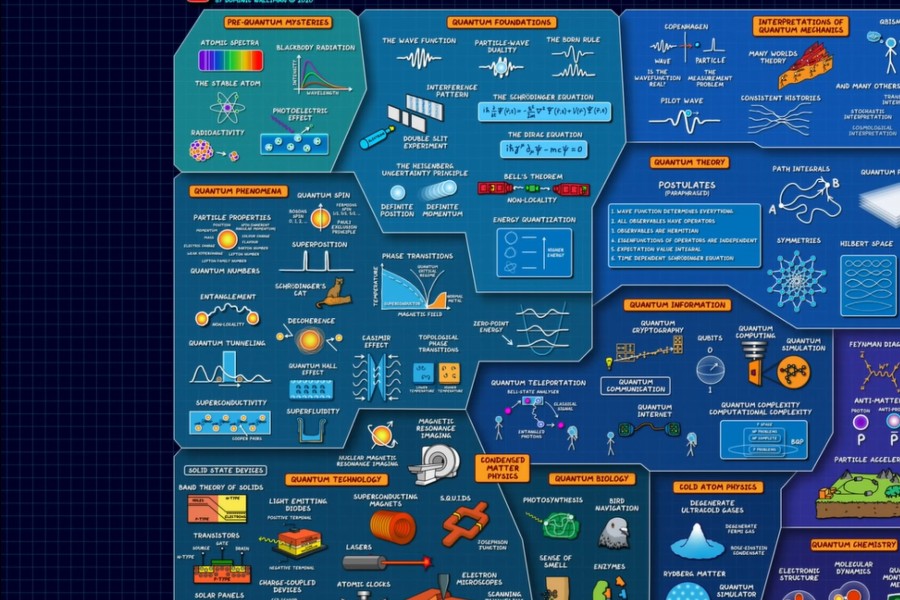 BY DOMINIC WALLIMAN © 2020
PRE-QUANTUM MYSTERIES
ATOMIC SPECTRA
BLACKBODY RADIATION
INTENSITY
WAVELENGTH
THE STABLE ATOM
PHOTOELECTRIC
EFFECT
RADIOACTIVITY
QUANTUM FOUNDATIONS
THE WAVE FUNCTION
PARTICLE-WAVE
DUALITY
THE BORN RULE
INTERFERENCE
PATTERN
DOUBLE SLIT
EXPERIMENT
THE SCHRÖDINGER EQUATION
THE DIRAC EQUATION
iħγ^μ ∂_μ ψ − mcψ = 0
THE HEISENBERG
UNCERTAINTY PRINCIPLE
DEFINITE
POSITION
DEFINITE
MOMENTUM
BELL'S THEOREM
NON-LOCALITY
ENERGY QUANTIZATION
HIGHER
ENERGY
INTERPRETATIONS OF
QUANTUM MECHANICS
COPENHAGEN
WAVE
PARTICLE
IS THE
WAVEFUNCTION
REAL?
THE
MEASUREMENT
PROBLEM
MANY WORLDS
THEORY
QBISM
AND MANY OTHERS
PILOT WAVE
CONSISTENT HISTORIES
STOCHASTIC
INTERPRETATION
COSMOLOGICAL
INTERPRETATION
QUANTUM THEORY
POSTULATES
(PARAPHRASED)
1. WAVE FUNCTION DETERMINES EVERYTHING
2. ALL OBSERVABLES HAVE OPERATORS
3. OBSERVABLES ARE HERMITIAN
4. EIGENFUNCTIONS OF OPERATORS ARE INDEPENDENT
5. EXPECTATION VALUE INTEGRAL
6. TIME DEPENDENT SCHRÖDINGER EQUATION
PATH INTEGRALS
A
B
QUANTUM
SYMMETRIES
HILBERT SPACE
QUANTUM PHENOMENA
PARTICLE PROPERTIES
QUANTUM NUMBERS
QUANTUM SPIN
PAULI
EXCLUSION
PRINCIPLE
SUPERPOSITION
SCHRÖDINGER'S
CAT
ENTANGLEMENT
NON-LOCALITY
DECOHERENCE
QUANTUM TUNNELING
QUANTUM HALL
EFFECT
SUPERCONDUCTIVITY
COOPER PAIRS
SUPERFLUIDITY
PHASE TRANSITIONS
TEMPERATURE
QUANTUM
CRITICAL
REGIME
SUPERCONDUCTOR
NORMAL
METAL
MAGNETIC FIELD
ZERO-POINT
ENERGY
CASIMIR
EFFECT
TOPOLOGICAL
PHASE
TRANSITIONS
QUANTUM INFORMATION
QUANTUM
CRYPTOGRAPHY
QUBITS
0
1
QUANTUM
COMPUTING
QUANTUM
SIMULATION
QUANTUM
COMMUNICATION
QUANTUM TELEPORTATION
BELL-STATE ANALYSER
CLASSICAL
SIGNAL
ENTANGLED
PHOTONS
QUANTUM
INTERNET
QUANTUM COMPLEXITY
COMPUTATIONAL COMPLEXITY
P SPACE
NP PROBLEMS
NP COMPLETE
P PROBLEMS
BQP
FEYNMAN DIAG
ANTI-MATTE
PROTON
P
P
PARTICLE ACCELER
MAGNETIC
RESONANCE
IMAGING
NUCLEAR MAGNETIC
RESONANCE IMAGING
CONDENSED
MATTER
PHYSICS
SOLID STATE DEVICES
QUANTUM TECHNOLOGY
BAND THEORY OF SOLIDS
HOLES
N-TYPE
P-TYPE
ELECTRONS
LIGHT EMITTING
DIODES
POSITIVE TERMINAL
NEGATIVE TERMINAL
TRANSISTORS
SOURCE
GATE
DRAIN
N-TYPE
P-TYPE
SOLAR PANELS
CHARGE-COUPLED
DEVICES
SUPERCONDUCTING
MAGNETS
S.Q.U.I.D.S
JOSEPHSON
JUNCTION
LASERS
ATOMIC CLOCKS
ELECTRON
MICROSCOPES
SCANNING
QUANTUM BIOLOGY
PHOTOSYNTHESIS
BIRD
NAVIGATION
SENSE OF
SMELL
ENZYMES
COLD ATOM PHYSICS
DEGENERATE
ULTRACOLD GASES
DEGENERATE
FERMI GAS
BOSE-EINSTEIN
CONDENSATE
RYDBERG MATTER
QUANTUM
SIMULATOR
QUANTUM CHEMISTRY
ELECTRONIC
STRUCTURE
MOLECULAR
DYNAMICS